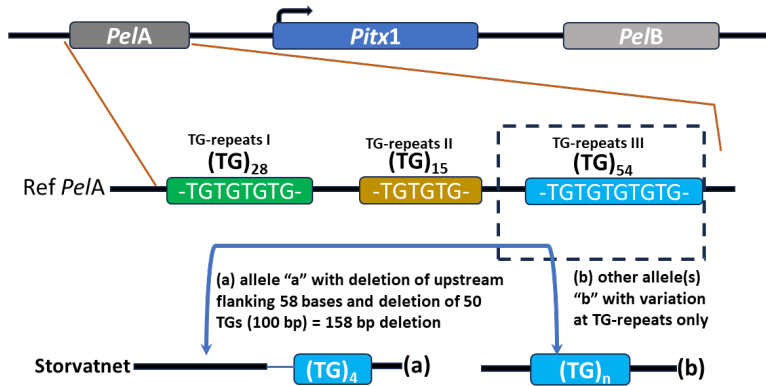 PelA Pitx1 PelB
TG-repeats I TG-repeats II TG-repeats III
(TG)28 (TG)15 (TG)54
Ref PelA -TGTGTGTG- -TGTGTG- -TGTGTGTGTG-
(a) allele “a” with deletion of upstream
flanking 58 bases and deletion of 50
TGs (100 bp) = 158 bp deletion
(b) other allele(s)
“b” with variation
at TG-repeats only
Storvatnet (TG)4 (a) (TG)n (b)